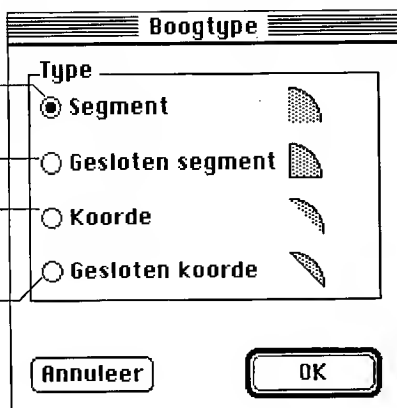 Boogtype
Type
Segment
Gesloten segment
Koorde
Gesloten koorde
Annuleer
OK